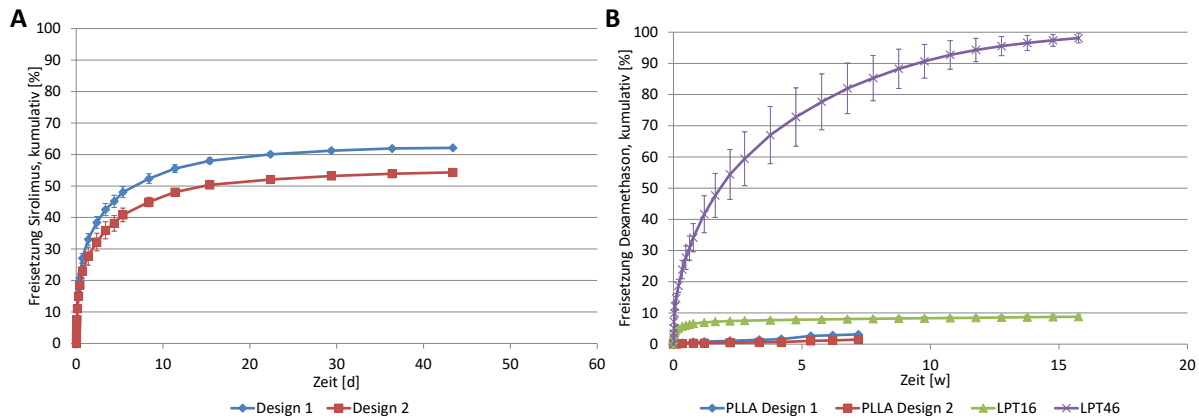 A
Freisetzung Sirolimus, kumulativ [%]
100
90
80
70
60
50
40
30
20
10
0
0 10 20 30 40 50 60
Zeit [d]
Design 1 Design 2
B
Freisetzung Dexamethason, kumulativ [%]
100
90
80
70
60
50
40
30
20
10
0
0 5 10 15 20
Zeit [w]
PLLA Design 1 PLLA Design 2 LPT16 LPT46